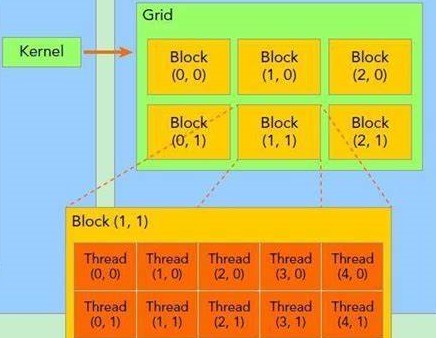 Grid
Kernel
Block Block Block
(0, 0) (1, 0) (2, 0)
Block Block Block
(0, 1) (1, 1) (2, 1)
Block (1, 1)
Thread Thread Thread Thread Thread
(0, 0) (1, 0) (2, 0) (3, 0) (4, 0)
Thread Thread Thread Thread Thread
(0, 1) (1, 1) (2, 1) (3, 1) (4, 1)